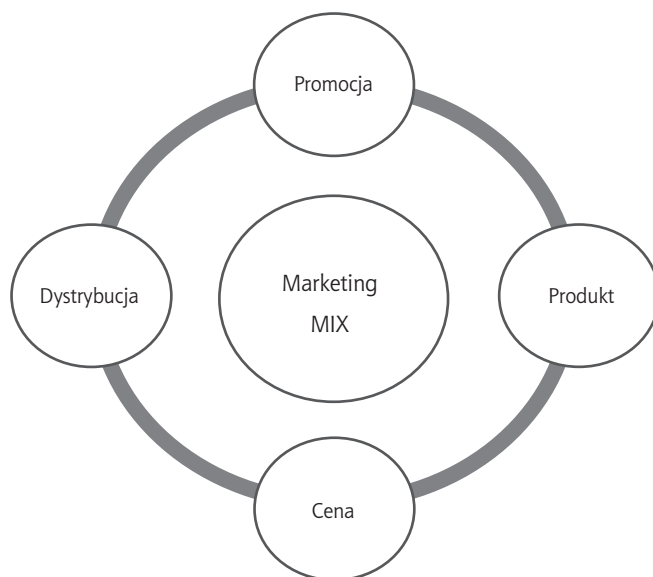 Promocja
Dystrybucja
Marketing
MIX
Produkt
Cena